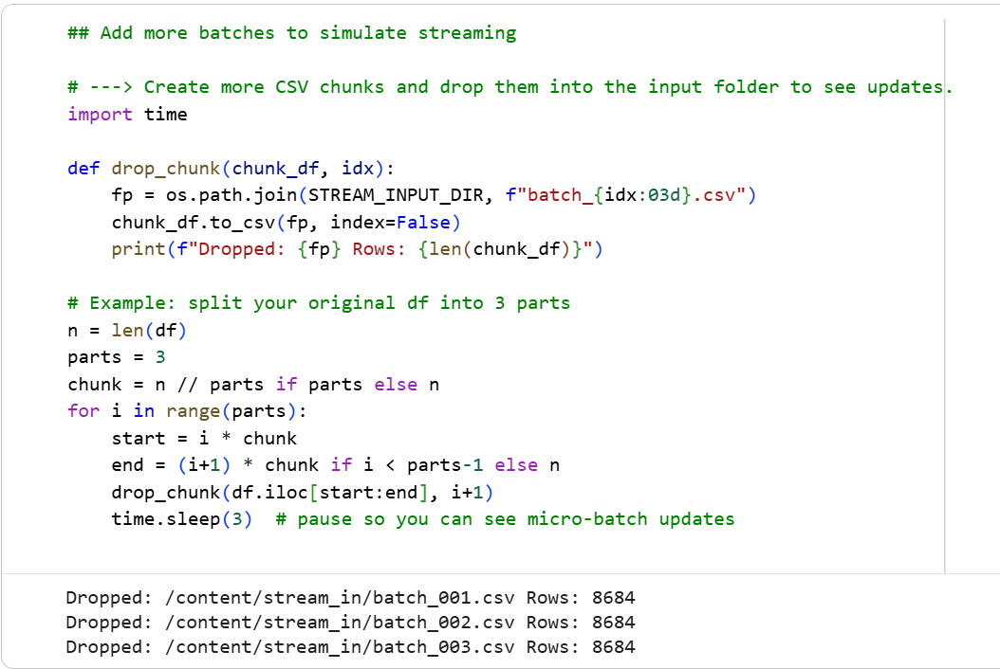 ## Add more batches to simulate streaming
# ---> Create more CSV chunks and drop them into the input folder to see updates.
import time
def drop_chunk(chunk_df, idx):
    fp = os.path.join(STREAM_INPUT_DIR, f"batch_{idx:03d}.csv")
    chunk_df.to_csv(fp, index=False)
    print(f"Dropped: {fp} Rows: {len(chunk_df)}")
# Example: split your original df into 3 parts
n = len(df)
parts = 3
chunk = n // parts if parts else n
for i in range(parts):
    start = i * chunk
    end = (i+1) * chunk if i < parts-1 else n
    drop_chunk(df.iloc[start:end], i+1)
    time.sleep(3)  # pause so you can see micro-batch updates
Dropped: /content/stream_in/batch_001.csv Rows: 8684
Dropped: /content/stream_in/batch_002.csv Rows: 8684
Dropped: /content/stream_in/batch_003.csv Rows: 8684